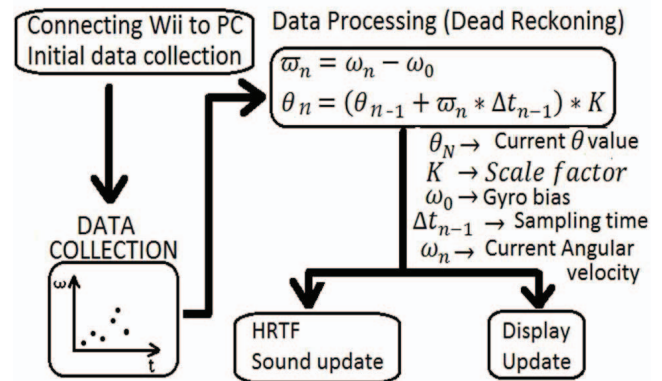 Connecting Wii to PC
Initial data collection
Data Processing (Dead Reckoning)
ϖₙ = ωₙ − ω₀
θₙ = (θₙ₋₁ + ϖₙ * Δtₙ₋₁) * K
θ_N → Current θ value
K → Scale factor
ω₀ → Gyro bias
Δtₙ₋₁ → Sampling time
ωₙ → Current Angular
velocity
DATA
COLLECTION
ω
t
HRTF
Sound update
Display
Update